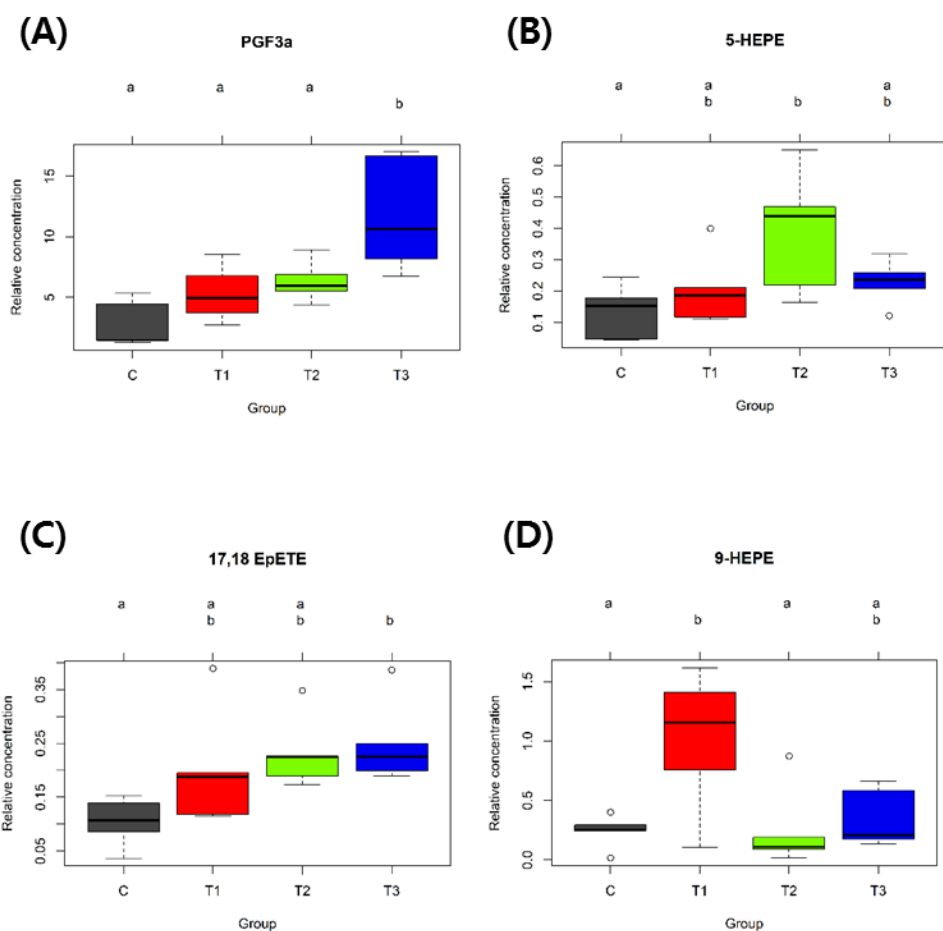 (A)
PGF3a
a a a b
Relative concentration
15
10
5
C T1 T2 T3
Group
(B)
5-HEPE
a a b a
b b
Relative concentration
0.6
0.5
0.4
0.3
0.2
0.1
C T1 T2 T3
Group
(C)
17,18 EpETE
a a a b
b b
Relative concentration
0.35
0.25
0.15
0.05
C T1 T2 T3
Group
(D)
9-HEPE
a b a a
b
Relative concentration
1.5
1.0
0.5
0.0
C T1 T2 T3
Group